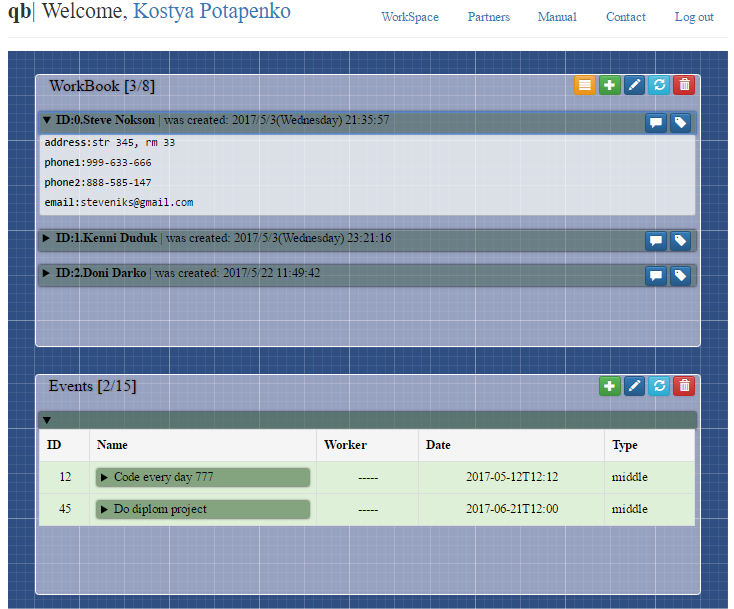 qb| Welcome, Kostya Potapenko
WorkSpace Partners Manual Contact Log out
WorkBook [3/8]
ID:0.Steve Nokson | was created: 2017/5/3(Wednesday) 21:35:57
address:str 345, rm 33
phone1:999-633-666
phone2:888-585-147
email:steveniks@gmail.com
ID:1.Kenni Duduk | was created: 2017/5/3(Wednesday) 23:21:16
ID:2.Doni Darko | was created: 2017/5/22 11:49:42
Events [2/15]
ID Name Worker Date Type
12 Code every day 777 ----- 2017-05-12T12:12 middle
45 Do diplom project ----- 2017-06-21T12:00 middle